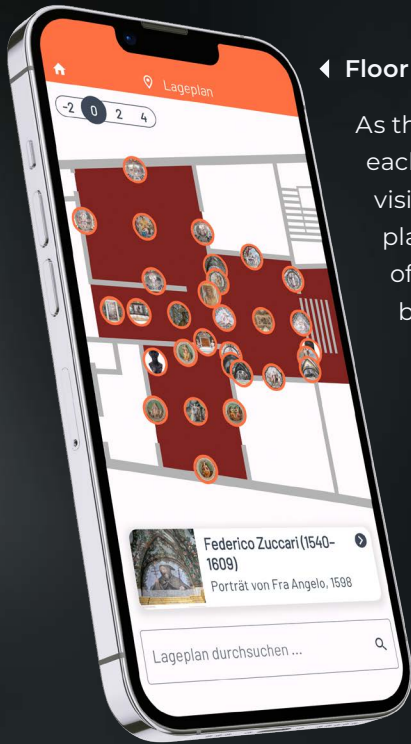 Lageplan
-2 0 2 4
Federico Zuccari (1540–
1609)
Porträt von Fra Angelo, 1598
Lageplan durchsuchen ...
Floor
As th
each
visi
pla
of
b